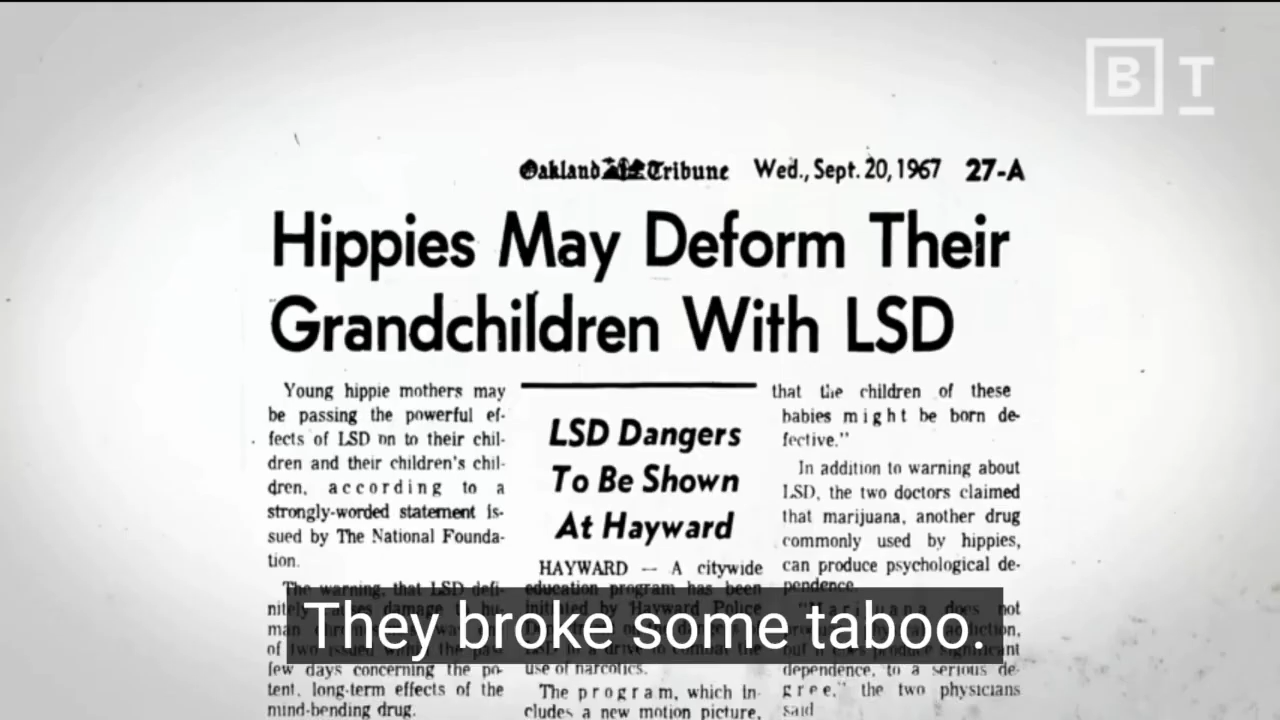 B T
Oakland Tribune Wed., Sept. 20, 1967 27-A
Hippies May Deform Their
Grandchildren With LSD
Young hippie mothers may
be passing the powerful ef-
fects of LSD on to their chil-
dren and their children's chil-
dren, according to a
strongly-worded statement is-
sued by The National Founda-
tion.
The warning, that LSD defi-
few days concerning the po-
tent, long-term effects of the
mind-bending drug.
LSD Dangers
To Be Shown
At Hayward
HAYWARD — A citywide
education program has been
initiated by Hayward Police
use of narcotics.
The program, which in-
cludes a new motion picture,
that the children of these
babies might be born de-
fective."
In addition to warning about
LSD, the two doctors claimed
that marijuana, another drug
commonly used by hippies,
can produce psychological de-
pendence.
"Marijuana does not
dependence, to a serious de-
gree," the two physicians
said
They broke some taboo.